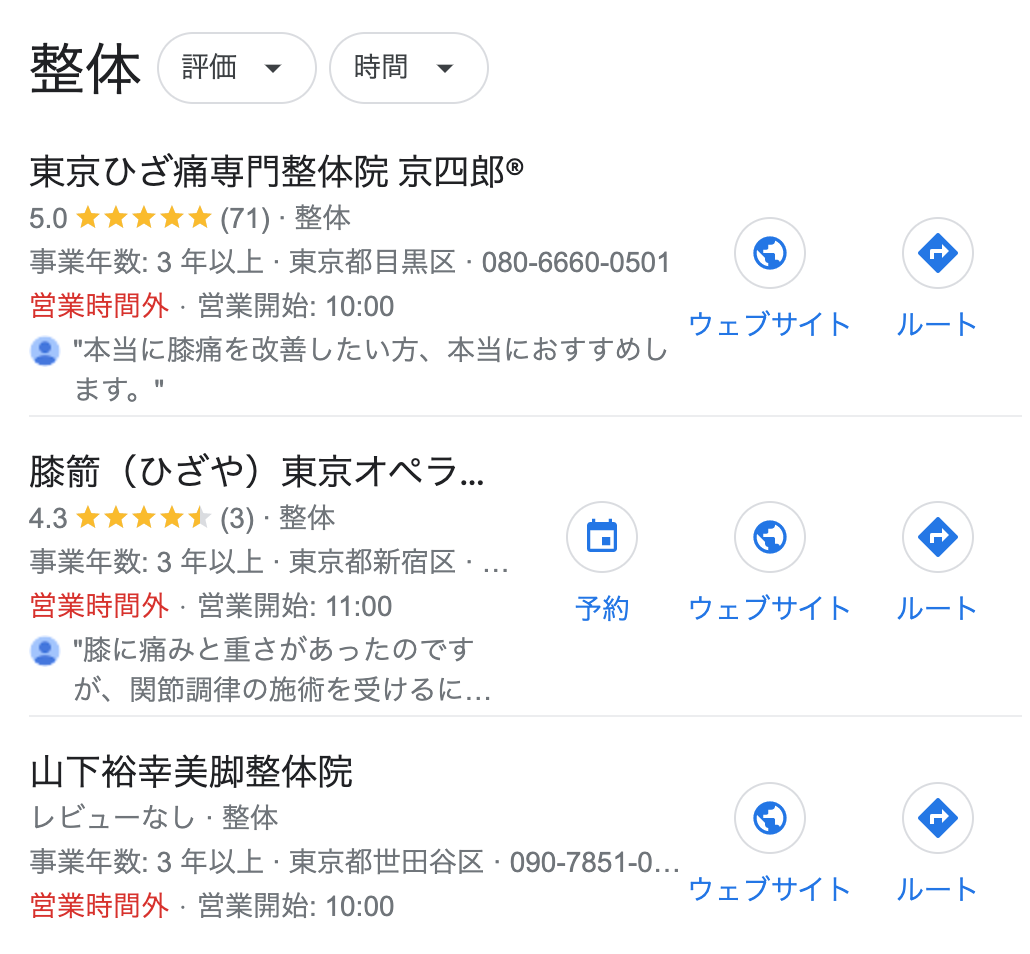 整体 評価 時間
東京ひざ痛専門整体院 京四郎®
5.0 (71) · 整体
事業年数: 3 年以上 · 東京都目黒区 · 080-6660-0501
営業時間外 · 営業開始: 10:00
ウェブサイト ルート
"本当に膝痛を改善したい方、本当におすすめし
ます。"
膝箭（ひざや）東京オペラ...
4.3 (3) · 整体
事業年数: 3 年以上 · 東京都新宿区 · …
営業時間外 · 営業開始: 11:00
予約 ウェブサイト ルート
"膝に痛みと重さがあったのです
が、関節調律の施術を受けるに…
山下裕幸美脚整体院
レビューなし · 整体
事業年数: 3 年以上 · 東京都世田谷区 · 090-7851-0…
ウェブサイト ルート
営業時間外 · 営業開始: 10:00